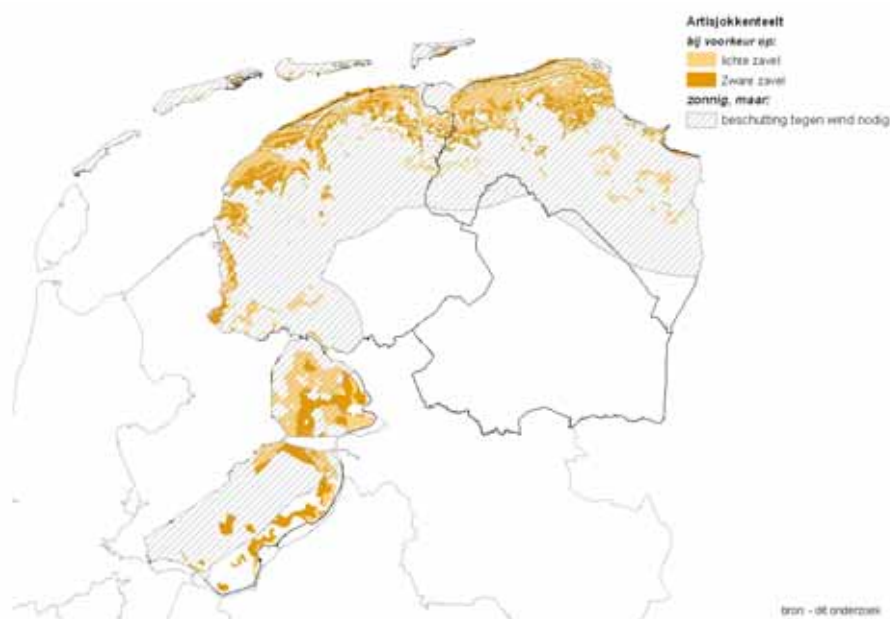 Artisjokkenteelt
bij voorkeur op:
lichte zavel
Zware zavel
zonnig, maar:
beschutting tegen wind nodig
bron: - dit onderzoek